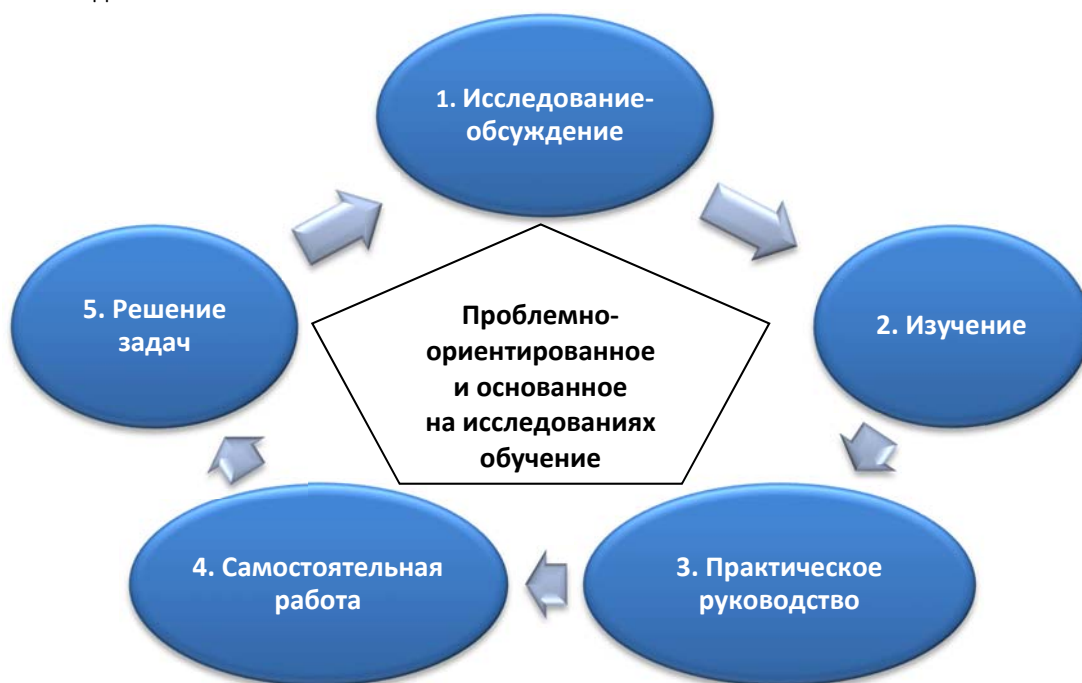 1. Исследование-
обсуждение
2. Изучение
3. Практическое
руководство
4. Самостоятельная
работа
5. Решение
задач
Проблемно-
ориентированное
и основанное
на исследованиях
обучение